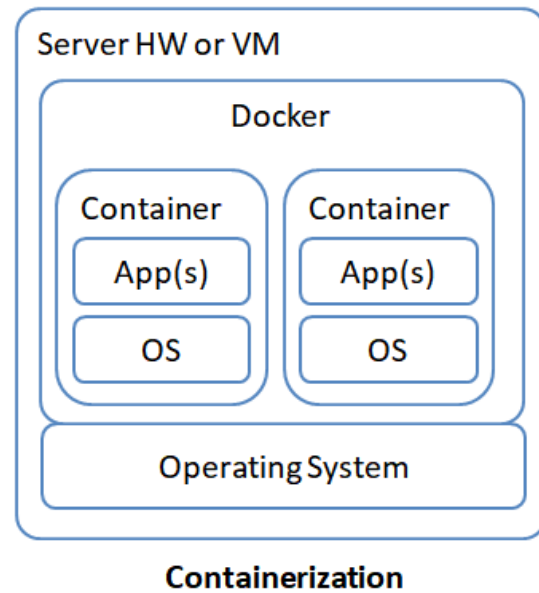 Server HW or VM
Docker
Container Container
App(s) App(s)
OS OS
Operating System
Containerization